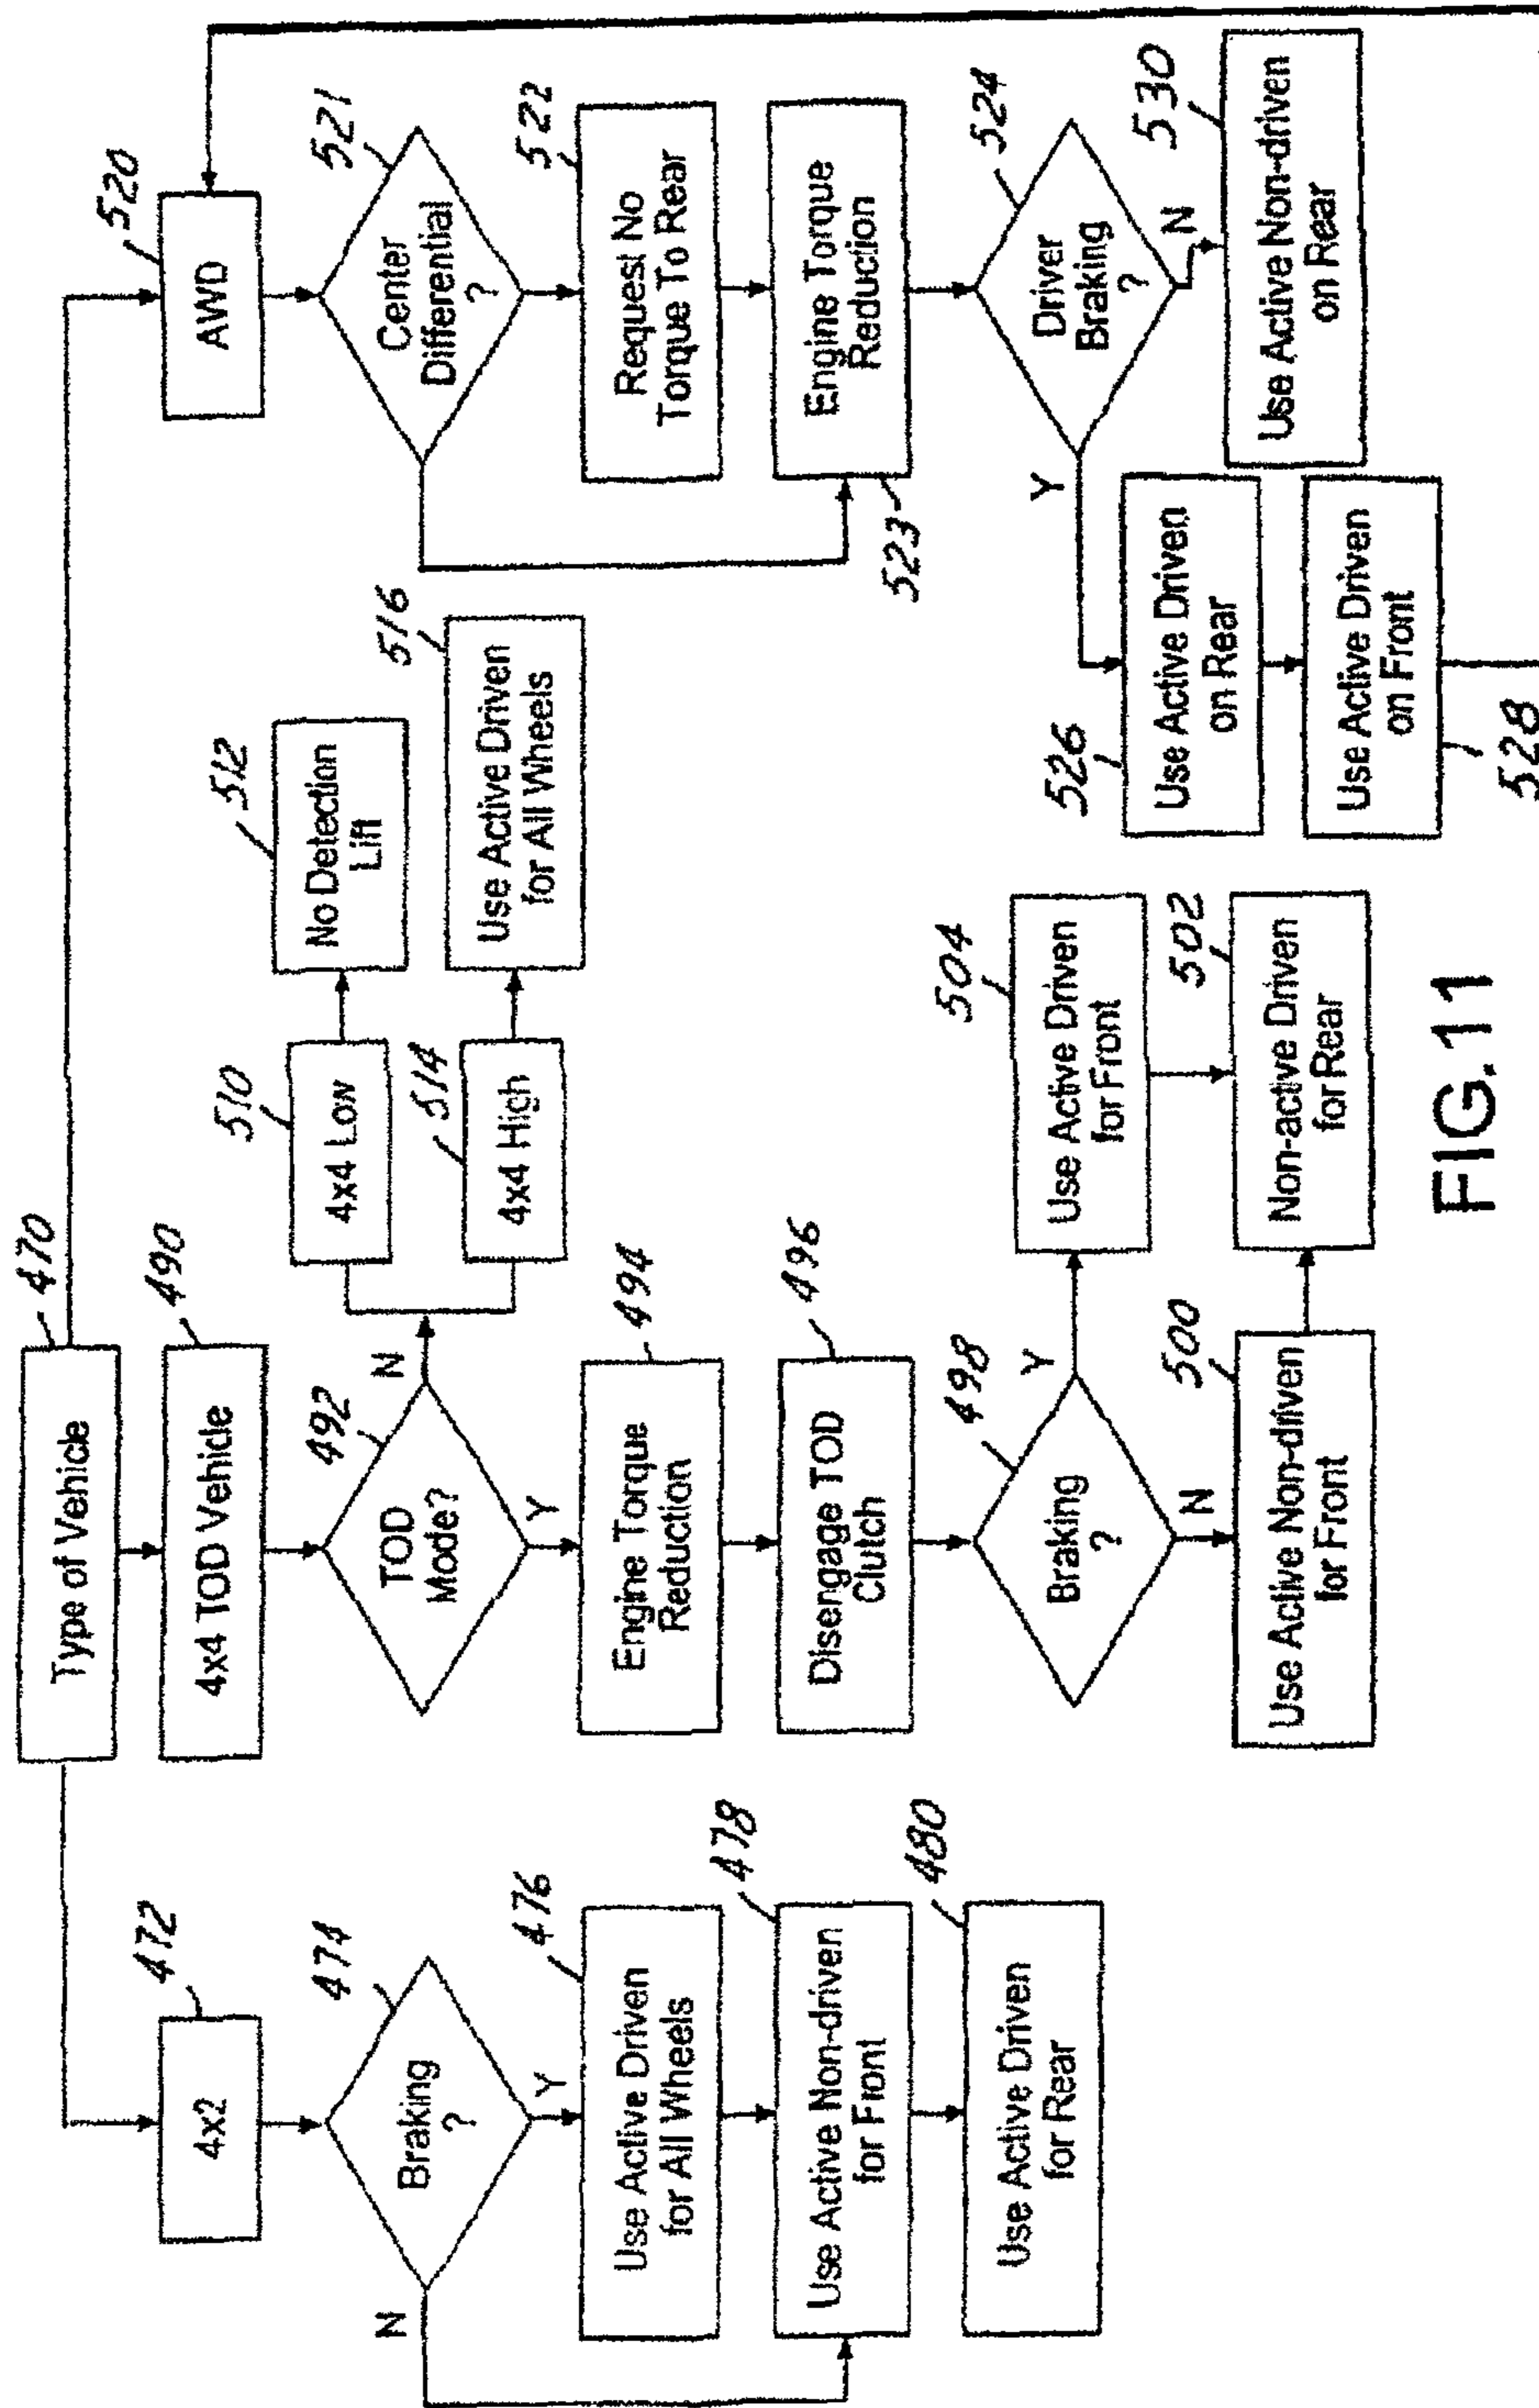 470
Type of Vehicle
472
4x2
474
Braking
?
N
Y
476
Use Active Driven
for All Wheels
478
Use Active Non-driven
for Front
480
Use Active Driven
for Rear
490
4x4 TOD Vehicle
492
TOD
Mode?
N
Y
494
Engine Torque
Reduction
496
Disengage TOD
Clutch
498
Braking
?
Y
N
500
Use Active Non-driven
for Front
504
Use Active Driven
for Front
502
Non-active Driven
for Rear
510
4x4 Low
512
No Detection
Lift
514
4x4 High
516
Use Active Driven
for All Wheels
520
AWD
521
Center
Differential
?
522
Request No
Torque To Rear
523
Engine Torque
Reduction
524
Driver
Braking
?
Y
N
526
Use Active Driven
on Rear
528
Use Active Driven
on Front
530
Use Active Non-driven
on Rear
FIG.11